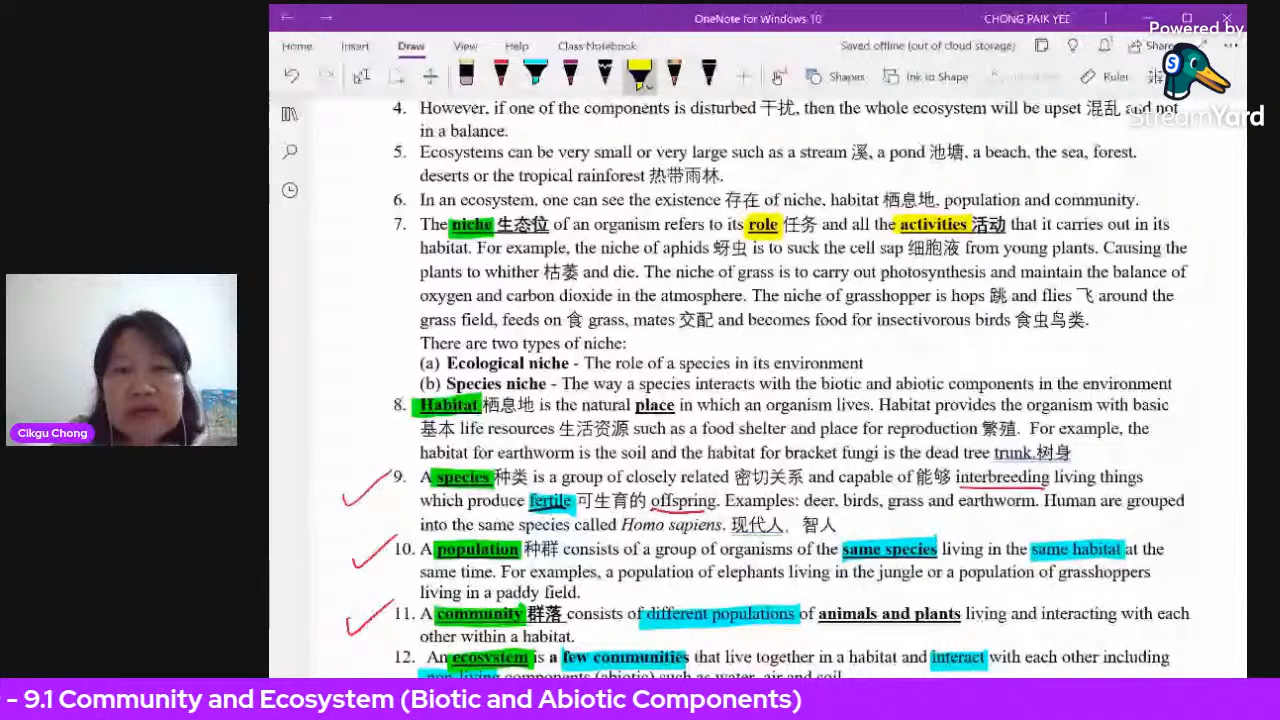 OneNote for Windows 10
CHONG PAIK YEE
Powered by
StreamYard
Home Insert Draw View Help Class Notebook
Saved offline (out of cloud storage)
Share
Shapes Ink to Shape Ruler
4. However, if one of the components is disturbed 干扰, then the whole ecosystem will be upset 混乱 and not
in a balance.
5. Ecosystems can be very small or very large such as a stream 溪, a pond 池塘, a beach, the sea, forest.
deserts or the tropical rainforest 热带雨林.
6. In an ecosystem, one can see the existence 存在 of niche, habitat 栖息地, population and community.
7. The niche 生态位 of an organism refers to its role 任务 and all the activities 活动 that it carries out in its
habitat. For example, the niche of aphids 蚜虫 is to suck the cell sap 细胞液 from young plants. Causing the
plants to whither 枯萎 and die. The niche of grass is to carry out photosynthesis and maintain the balance of
oxygen and carbon dioxide in the atmosphere. The niche of grasshopper is hops 跳 and flies 飞 around the
grass field, feeds on 食 grass, mates 交配 and becomes food for insectivorous birds 食虫鸟类.
There are two types of niche:
(a) Ecological niche - The role of a species in its environment
(b) Species niche - The way a species interacts with the biotic and abiotic components in the environment
8. Habitat 栖息地 is the natural place in which an organism lives. Habitat provides the organism with basic
基本 life resources 生活资源 such as a food shelter and place for reproduction 繁殖. For example, the
habitat for earthworm is the soil and the habitat for bracket fungi is the dead tree trunk.树身
9. A species 种类 is a group of closely related 密切关系 and capable of 能够 interbreeding living things
which produce fertile 可生育的 offspring. Examples: deer, birds, grass and earthworm. Human are grouped
into the same species called Homo sapiens. 现代人, 智人
10. A population 种群 consists of a group of organisms of the same species living in the same habitat at the
same time. For examples, a population of elephants living in the jungle or a population of grasshoppers
living in a paddy field.
11. A community 群落 consists of different populations of animals and plants living and interacting with each
other within a habitat.
12. An ecosystem is a few communities that live together in a habitat and interact with each other including
non-living components (abiotic) such as water, air and soil.
Cikgu Chong
- 9.1 Community and Ecosystem (Biotic and Abiotic Components)